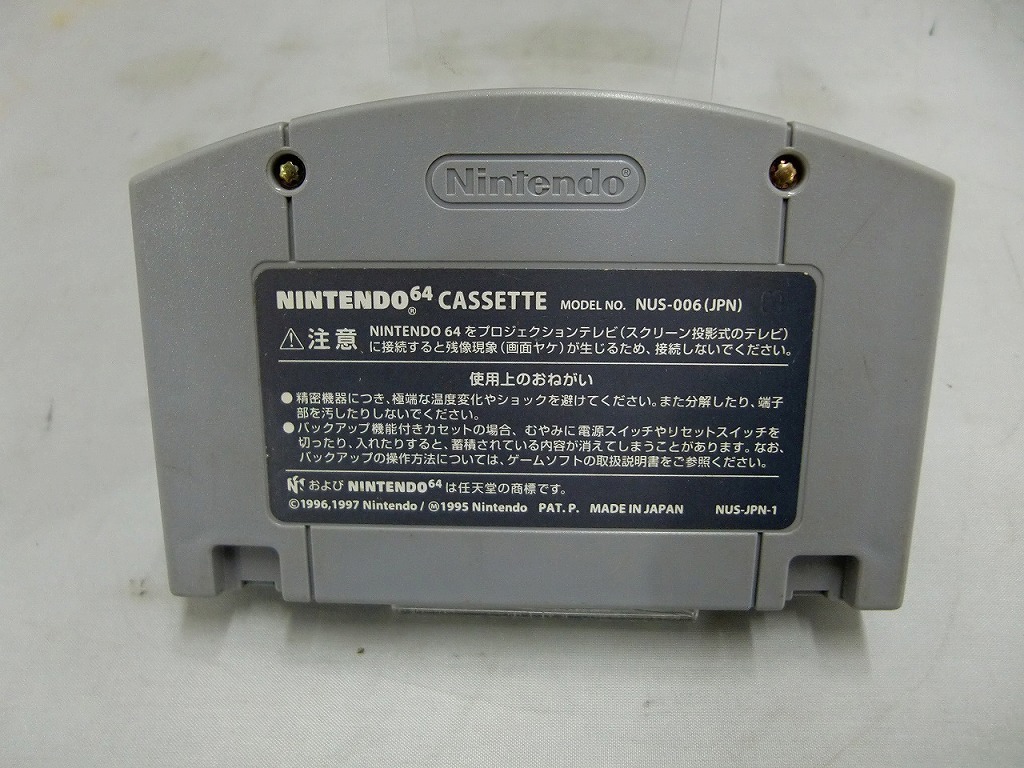 Nintendo®
NINTENDO64® CASSETTE MODEL NO. NUS-006(JPN)
注意 NINTENDO 64をプロジェクションテレビ(スクリーン投影式のテレビ)
に接続すると残像現象(画面ヤケ)が生じるため、接続しないでください。
使用上のおねがい
●精密機器につき、極端な温度変化やショックを避けてください。また分解したり、端子
部を汚したりしないでください。
●バックアップ機能付きカセットの場合、むやみに電源スイッチやリセットスイッチを
切ったり、入れたりすると、蓄積されている内容が消えてしまうことがあります。なお、
バックアップの操作方法については、ゲームソフトの取扱説明書をご参照ください。
および NINTENDO64は任天堂の商標です。
©1996,1997 Nintendo/Ⓜ1995 Nintendo PAT. P. MADE IN JAPAN NUS-JPN-1